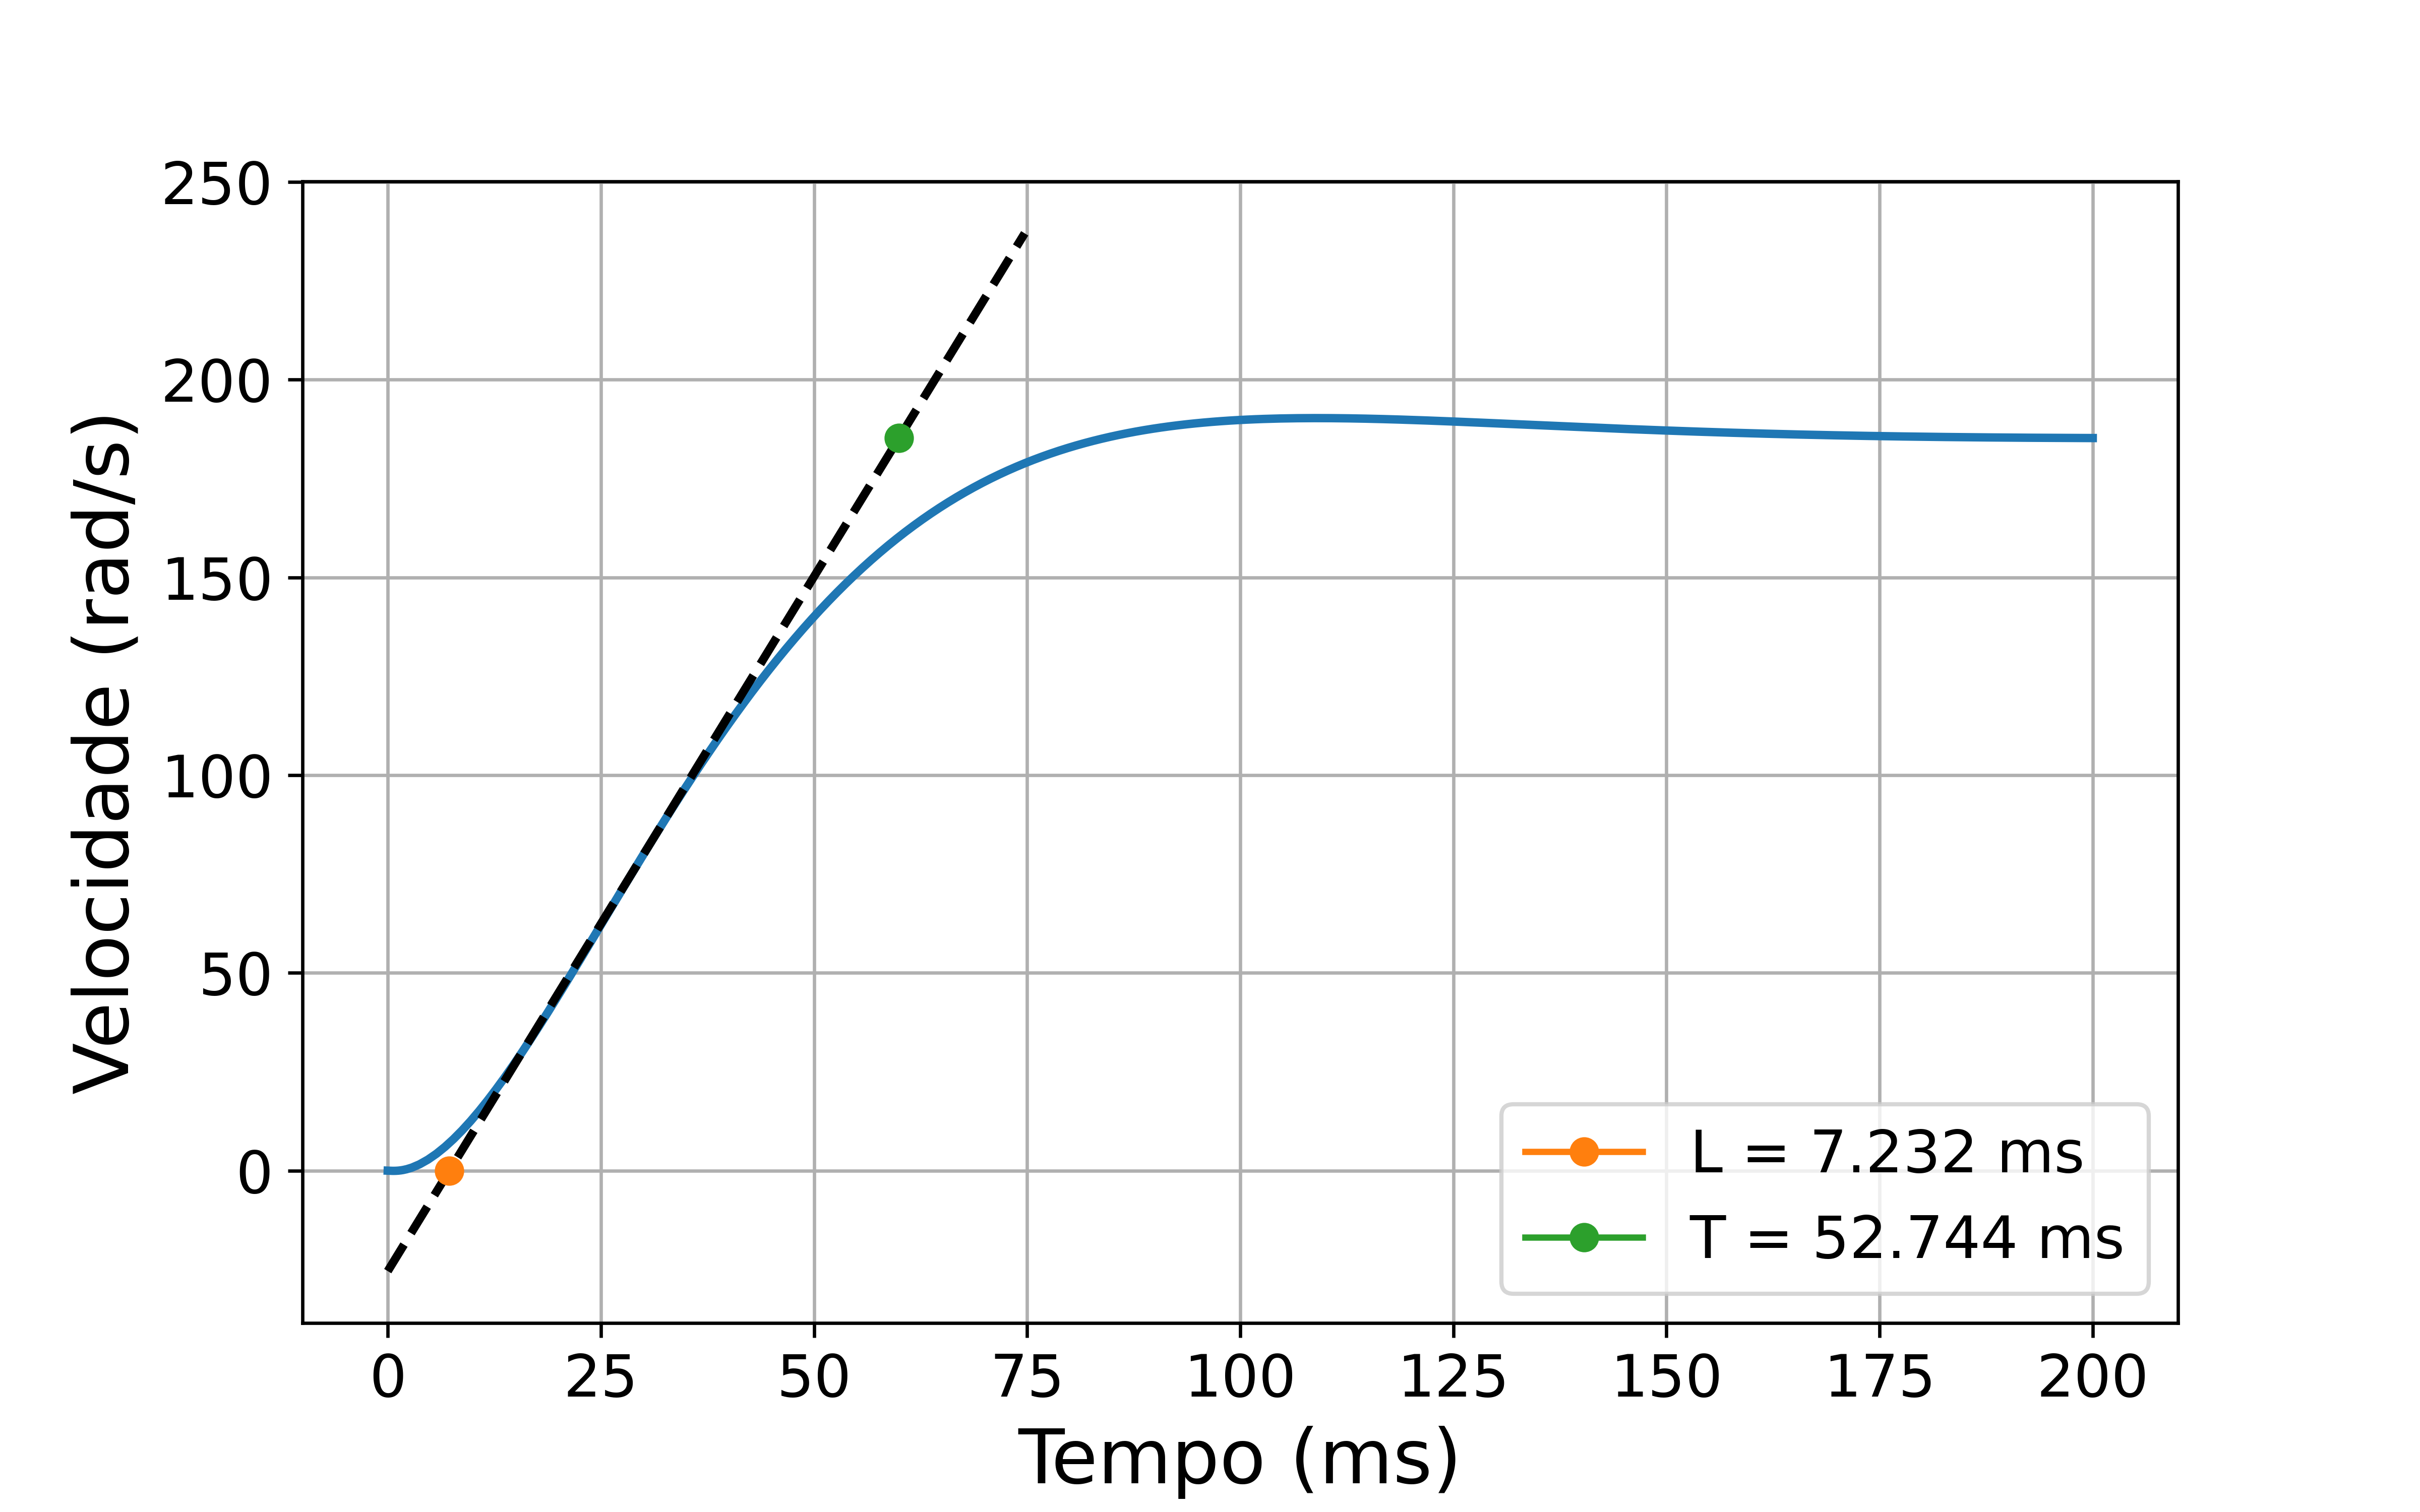 250
200
150
100
50
0
Velocidade (rad/s)
L = 7.232 ms
T = 52.744 ms
0 25 50 75 100 125 150 175 200
Tempo (ms)